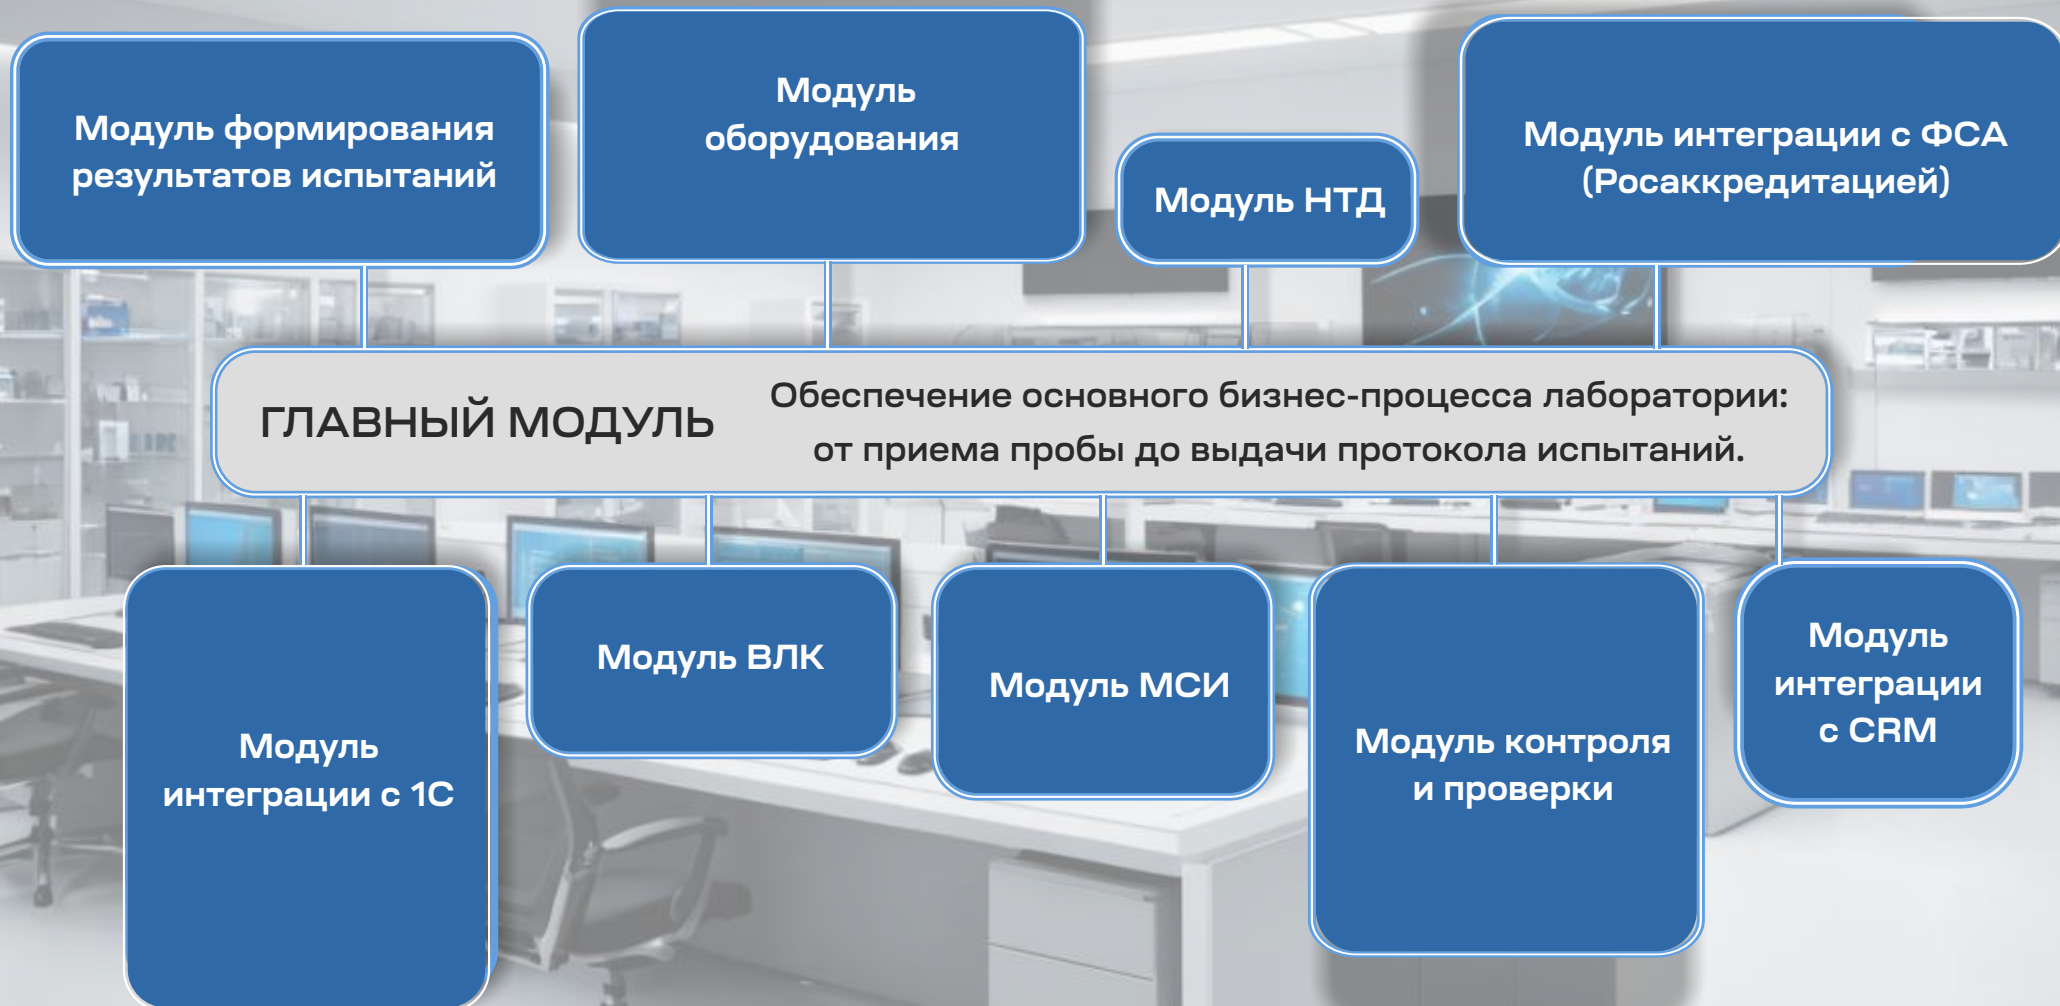 Модуль формирования
результатов испытаний
Модуль
оборудования
Модуль НТД
Модуль интеграции с ФСА
(Росаккредитацией)
ГЛАВНЫЙ МОДУЛЬ
Обеспечение основного бизнес-процесса лаборатории:
от приема пробы до выдачи протокола испытаний.
Модуль
интеграции с 1С
Модуль ВЛК
Модуль МСИ
Модуль контроля
и проверки
Модуль
интеграции
с CRM